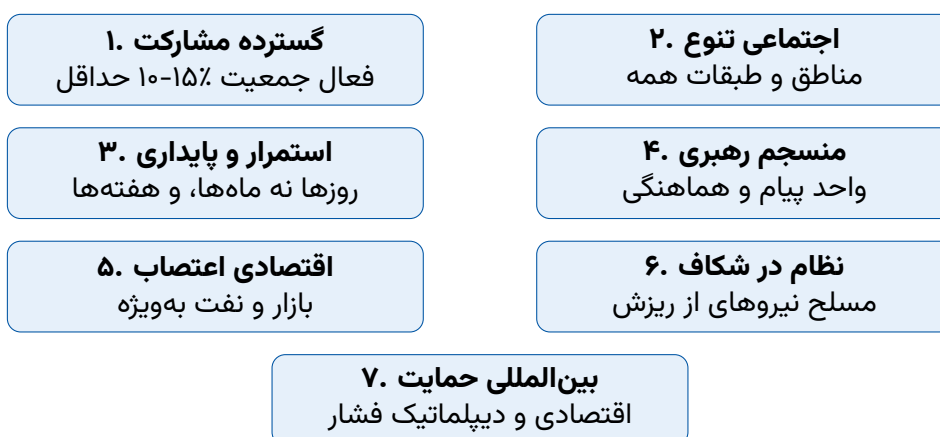 گسترده مشارکت .۱
فعال جمعیت ۱۰-۱۵٪ حداقل
اجتماعی تنوع .۲
مناطق و طبقات همه
استمرار و پایداری .۳
روزها نه ماه‌ها، و هفته‌ها
منسجم رهبری .۴
واحد پیام و هماهنگی
اقتصادی اعتصاب .۵
بازار و نفت به‌ویژه
نظام در شکاف .۶
مسلح نیروهای از ریزش
بین‌المللی حمایت .۷
اقتصادی و دیپلماتیک فشار